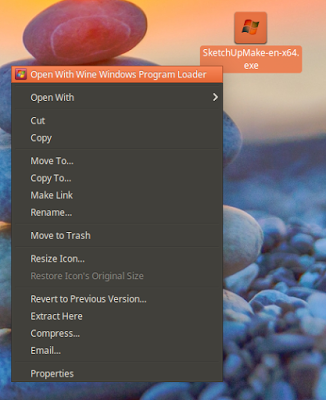 SketchUpMake-en-x64.
exe
Open With Wine Windows Program Loader
Open With
Cut
Copy
Move To...
Copy To...
Make Link
Rename...
Move to Trash
Resize Icon...
Restore Icon's Original Size
Revert to Previous Version...
Extract Here
Compress...
Email...
Properties